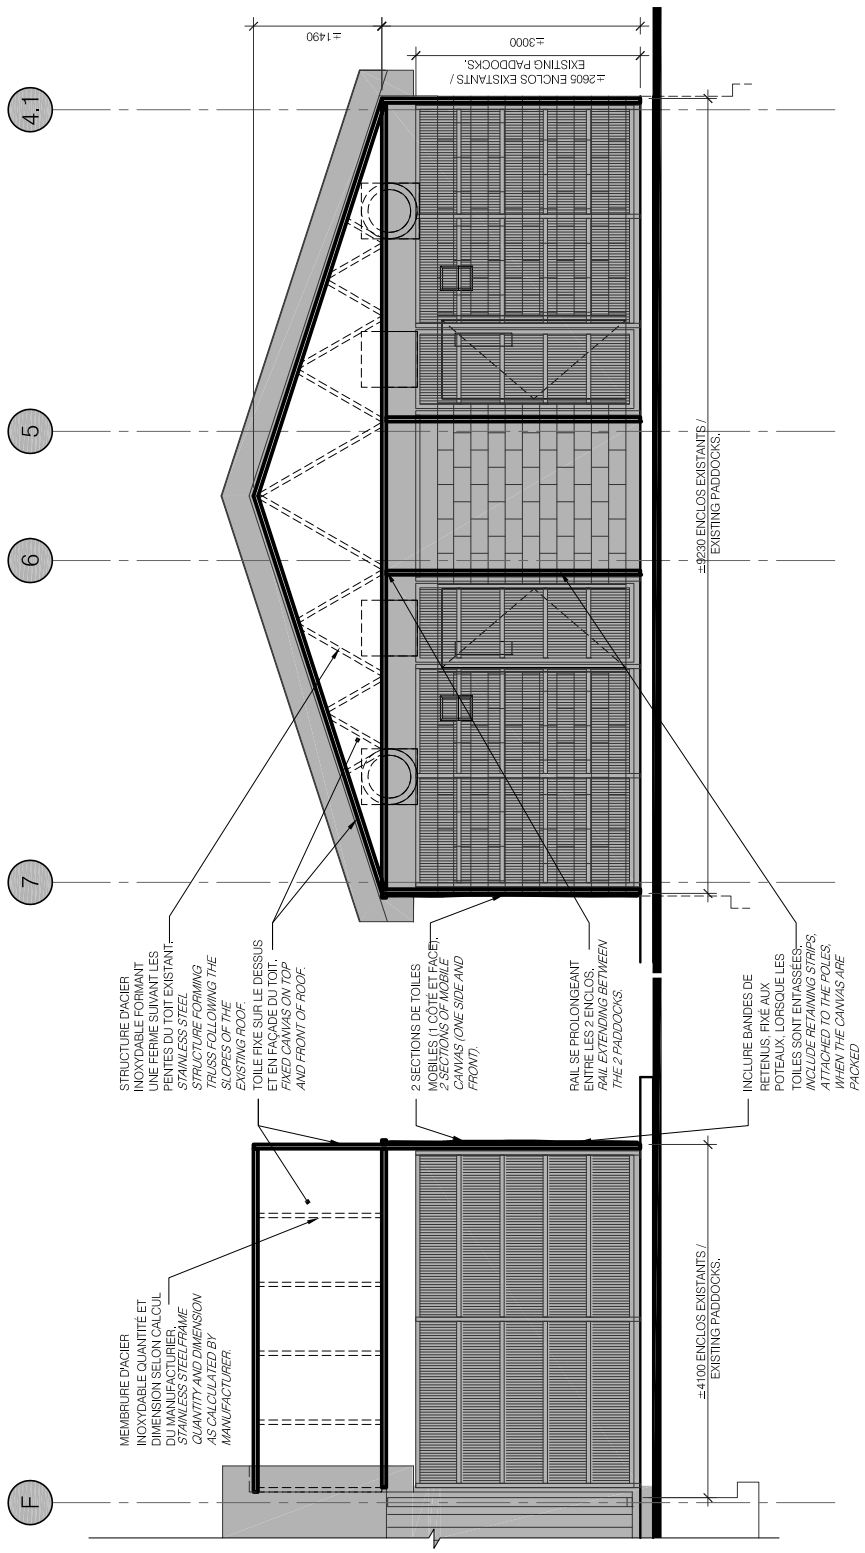 4.1
5
6
7
F
±1490
±3000
±2605 ENCLOS EXISTANTS /
EXISTING PADDOCKS.
±9230 ENCLOS EXISTANTS /
EXISTING PADDOCKS.
STRUCTURE D'ACIER
INOXYDABLE FORMANT
UNE FERME SUIVANT LES
PENTES DU TOIT EXISTANT.
STAINLESS STEEL
STRUCTURE FORMING
TRUSS FOLLOWING THE
SLOPES OF THE
EXISTING ROOF.
TOILE FIXE SUR LE DESSUS
ET EN FAÇADE DU TOIT.
FIXED CANVAS ON TOP
AND FRONT OF ROOF.
2 SECTIONS DE TOILES
MOBILES (1 CÔTÉ ET FACE).
2 SECTIONS OF MOBILE
CANVAS (ONE SIDE AND
FRONT).
RAIL SE PROLONGEANT
ENTRE LES 2 ENCLOS.
RAIL EXTENDING BETWEEN
THE 2 PADDOCKS.
INCLURE BANDES DE
RETENUS, FIXÉ AUX
POTEAUX, LORSQUE LES
TOILES SONT ENTASSÉES.
INCLUDE RETAINING STRIPS,
ATTACHED TO THE POLES,
WHEN THE CANVAS ARE
PACKED
MEMBRURE D'ACIER
INOXYDABLE QUANTITÉ ET
DIMENSION SELON CALCUL
DU MANUFACTURIER.
STAINLESS STEELFRAME
QUANTITY AND DIMENSION
AS CALCULATED BY
MANUFACTURER.
±4100 ENCLOS EXISTANTS /
EXISTING PADDOCKS.